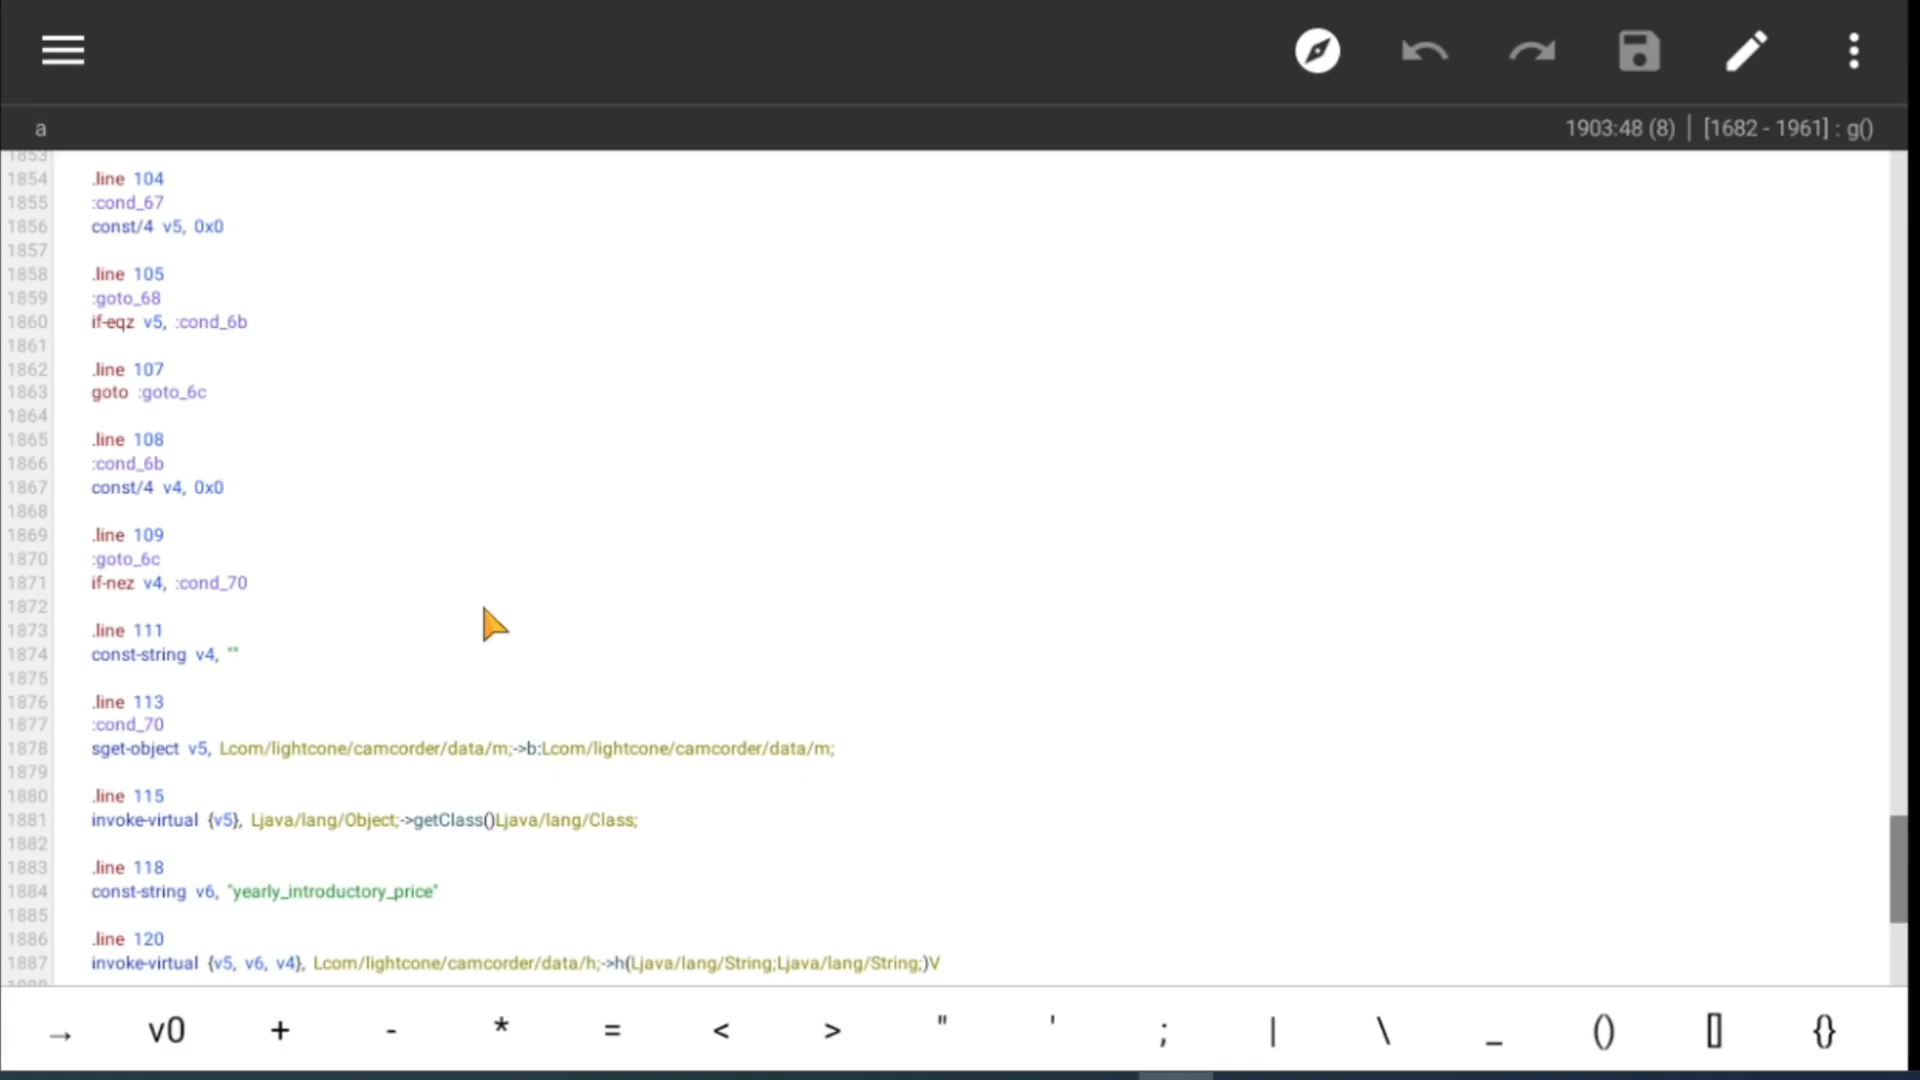 a 1903:48 (8) | [1682 - 1961] : g()
1853
1854 .line 104
1855 :cond_67
1856 const/4 v5, 0x0
1857
1858 .line 105
1859 :goto_68
1860 if-eqz v5, :cond_6b
1861
1862 .line 107
1863 goto :goto_6c
1864
1865 .line 108
1866 :cond_6b
1867 const/4 v4, 0x0
1868
1869 .line 109
1870 :goto_6c
1871 if-nez v4, :cond_70
1872
1873 .line 111
1874 const-string v4, ""
1875
1876 .line 113
1877 :cond_70
1878 sget-object v5, Lcom/lightcone/camcorder/data/m;->b:Lcom/lightcone/camcorder/data/m;
1879
1880 .line 115
1881 invoke-virtual {v5}, Ljava/lang/Object;->getClass()Ljava/lang/Class;
1882
1883 .line 118
1884 const-string v6, "yearly_introductory_price"
1885
1886 .line 120
1887 invoke-virtual {v5, v6, v4}, Lcom/lightcone/camcorder/data/h;->h(Ljava/lang/String;Ljava/lang/String;)V
→ v0 + - * = < > " ' ; | \ _ () [] {}